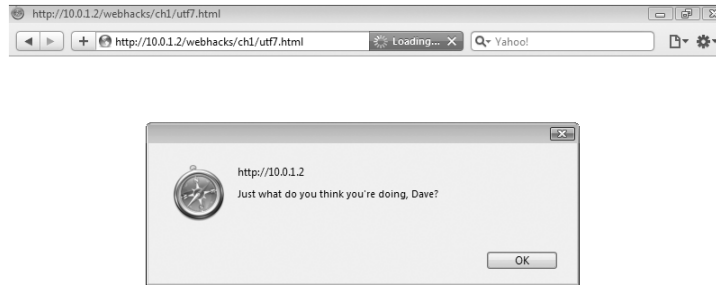 http://10.0.1.2/webhacks/ch1/utf7.html
http://10.0.1.2/webhacks/ch1/utf7.html Loading... Yahoo!
http://10.0.1.2
Just what do you think you're doing, Dave?
OK